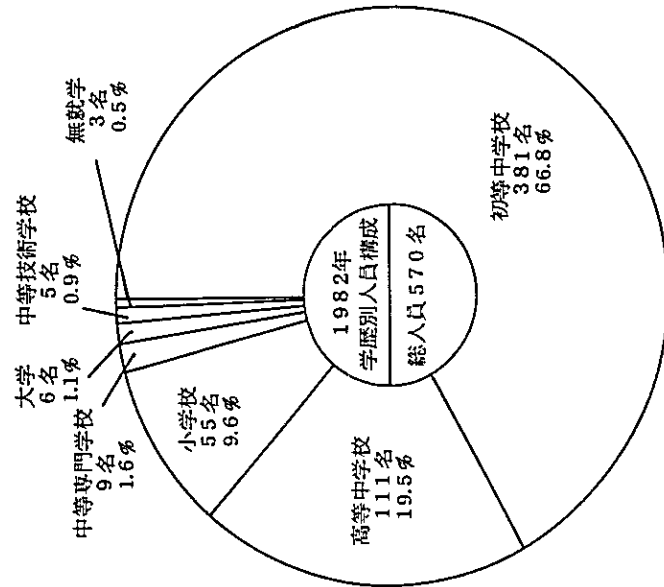 1982年
学歴別人員構成
総人員570名
初等中学校
381名
66.8%
高等中学校
111名
19.5%
小学校
55名
9.6%
中等専門学校
9名
1.6%
大学
6名
1.1%
中等技術学校
5名
0.9%
無就学
3名
0.5%